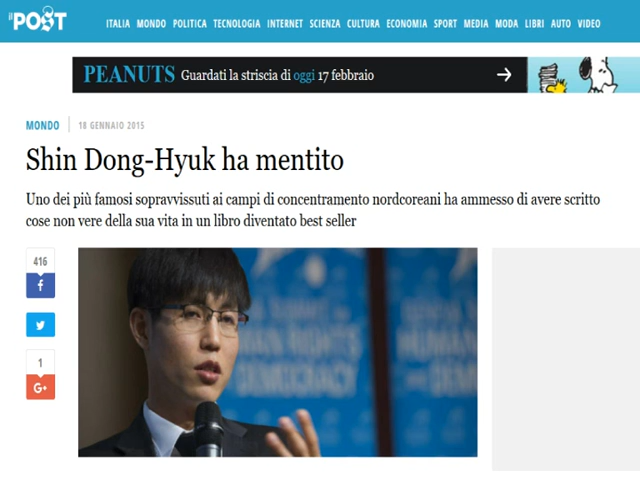 il POST
ITALIA MONDO POLITICA TECNOLOGIA INTERNET SCIENZA CULTURA ECONOMIA SPORT MEDIA MODA LIBRI AUTO VIDEO
PEANUTS Guardati la striscia di oggi 17 febbraio →
MONDO | 18 GENNAIO 2015
Shin Dong-Hyuk ha mentito
Uno dei più famosi sopravvissuti ai campi di concentramento nordcoreani ha ammesso di avere scritto
cose non vere della sua vita in un libro diventato best seller
416
f
1
G+
HUMAN RIGHTS
DEMOCRACY